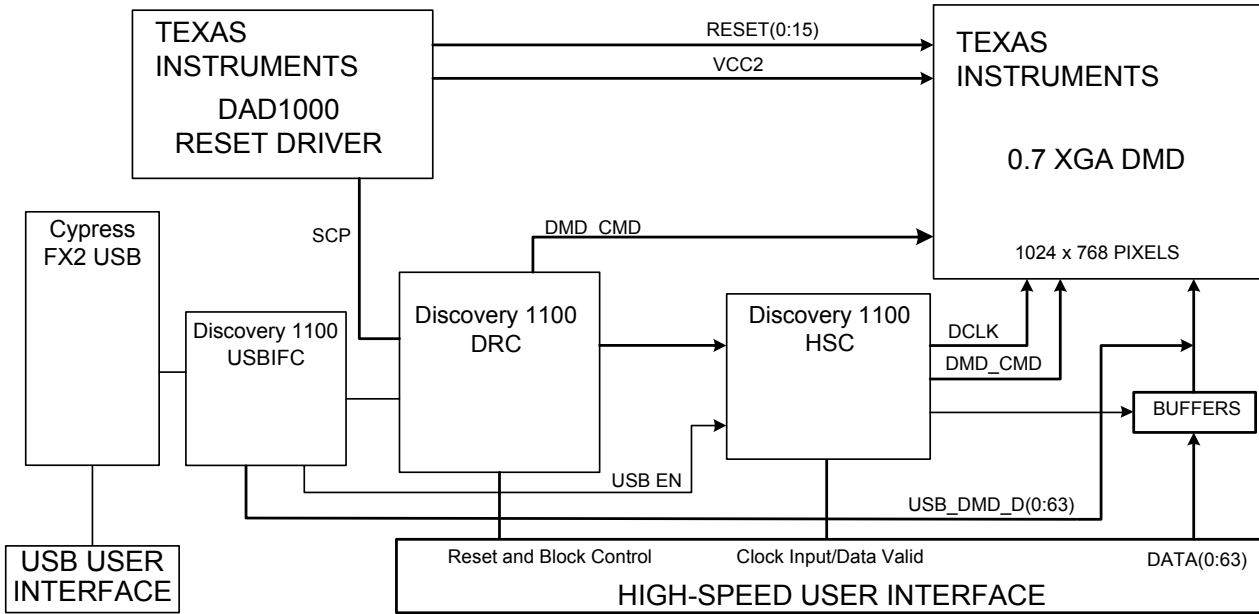 TEXAS
INSTRUMENTS
DAD1000
RESET DRIVER
RESET(0:15)
VCC2
TEXAS
INSTRUMENTS
0.7 XGA DMD
1024 x 768 PIXELS
Cypress
FX2 USB
SCP
DMD_CMD
Discovery 1100
USBIFC
Discovery 1100
DRC
Discovery 1100
HSC
DCLK
DMD_CMD
BUFFERS
USB EN
USB_DMD_D(0:63)
USB USER
INTERFACE
Reset and Block Control
Clock Input/Data Valid
DATA(0:63)
HIGH-SPEED USER INTERFACE